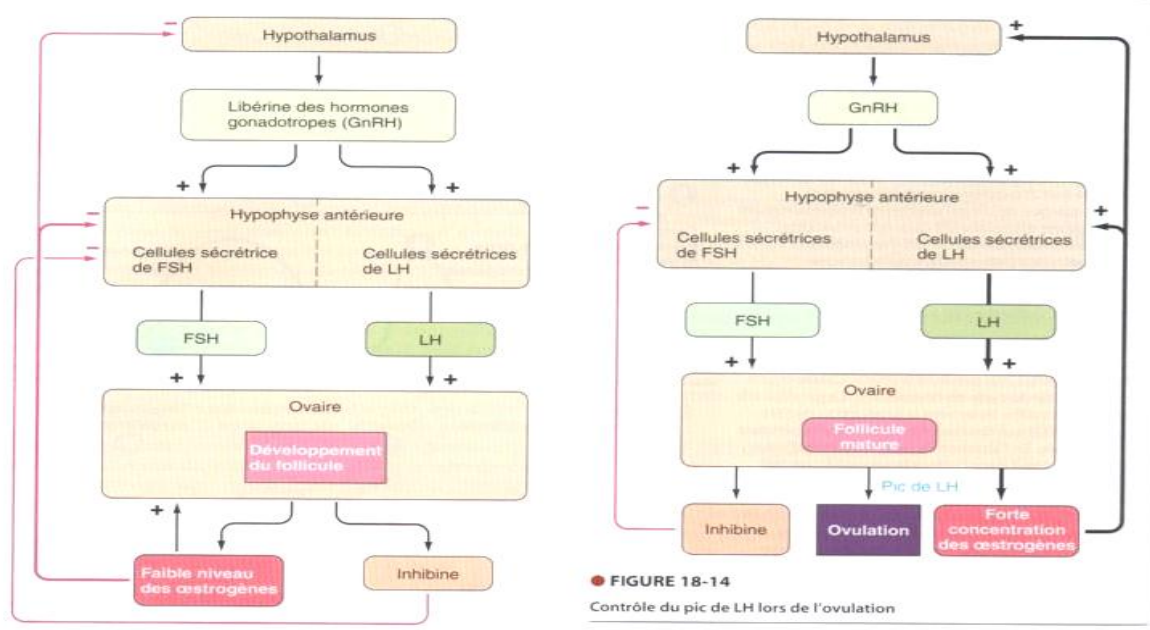 −
Hypothalamus
Libérine des hormones
gonadotropes (GnRH)
+
+
−
Hypophyse antérieure
−
Cellules sécrétrice
de FSH
Cellules sécrétrices
de LH
FSH
LH
+
+
Ovaire
Développement
du follicule
+
Faible niveau
des œstrogènes
Inhibine
+
Hypothalamus
GnRH
+
+
−
Hypophyse antérieure
+
Cellules sécrétrices
de FSH
Cellules sécrétrices
de LH
FSH
LH
+
+
Ovaire
Follicule
mature
Pic de LH
Inhibine
Ovulation
Forte
concentration
des œstrogènes
FIGURE 18-14
Contrôle du pic de LH lors de l'ovulation